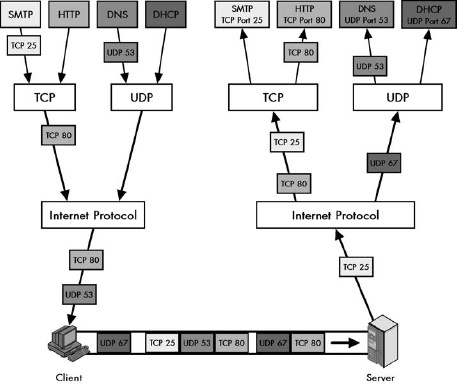 SMTP HTTP DNS DHCP
TCP 25
UDP 53
TCP UDP
TCP 80
Internet Protocol
TCP 80
UDP 53
Client
SMTP HTTP DNS DHCP
TCP Port 25 TCP Port 80 UDP Port 53 UDP Port 67
TCP 80
UDP 53
TCP UDP
TCP 25
UDP 67
TCP 80
Internet Protocol
TCP 25
UDP 67 TCP 25 UDP 53 TCP 80 UDP 67 TCP 80
Server